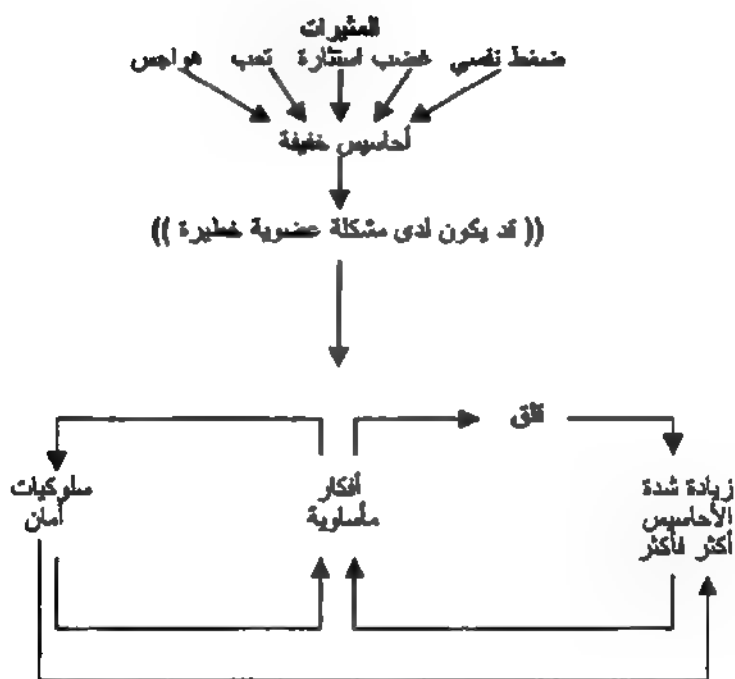 المثيرات
ضغط نفسي غضب استثارة تعب هواجس
أحاسيس خفيفة
(( قد يكون لدى مشكلة عضوية خطيرة ))
قلق
سلوكيات
أمان
أفكار
مأساوية
زيادة شدة
الأحاسيس
أكثر فأكثر